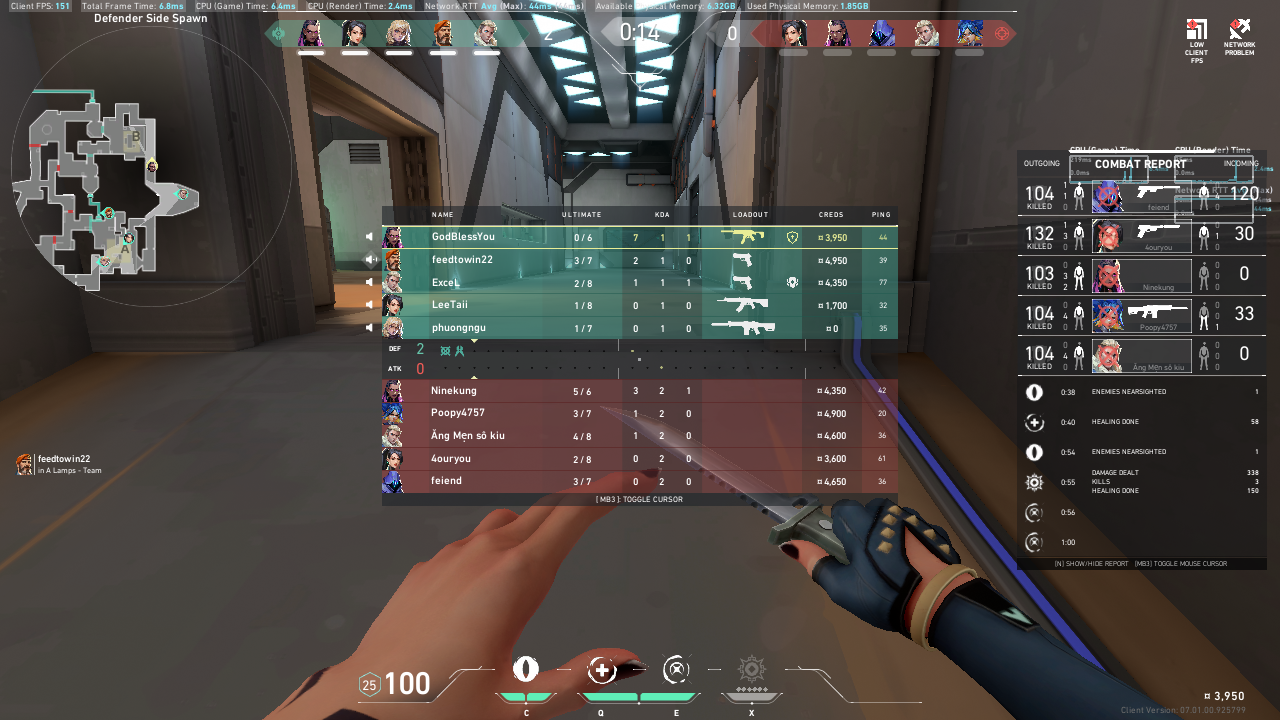 Client FPS: 151 Total Frame Time: 6.8ms CPU (Game) Time: 6.4ms CPU (Render) Time: 2.4ms Network RTT Avg (Max): 44ms Available Physical Memory: 6.32GB Used Physical Memory: 1.85GB
Defender Side Spawn
2 0:14 0
LOW CLIENT FPS
NETWORK PROBLEM
B
NAME ULTIMATE KDA LOADOUT CREDS PING
GodBlessYou 0/6 7 1 1 ¤ 3,950 44
feedtowin22 3/7 2 1 0 ¤ 4,950 39
ExceL 2/8 1 1 1 ¤ 4,350 77
LeeTaii 1/8 0 1 0 ¤ 1,700 32
phuongngu 1/7 0 1 0 ¤ 0 35
DEF 2
ATK 0
Ninekung 5/6 3 2 1 ¤ 4,350 42
Poopy4757 3/7 1 2 0 ¤ 4,900 20
Ăng Mẹn sô kiu 4/8 1 2 0 ¤ 4,600 36
4ouryou 2/8 0 2 0 ¤ 3,600 61
feiend 3/7 0 2 0 ¤ 4,650 36
[ MB3 ]: TOGGLE CURSOR
CPU (Game) Time CPU (Render) Time
OUTGOING COMBAT REPORT INCOMING
104 KILLED feiend 120
132 KILLED 4ouryou 30
103 KILLED Ninekung 0
104 KILLED Poopy4757 33
104 KILLED Ăng Mẹn sô kiu 0
0:38 ENEMIES NEARSIGHTED 1
0:40 HEALING DONE 58
0:54 ENEMIES NEARSIGHTED 1
0:55 DAMAGE DEALT 338
KILLS 3
HEALING DONE 150
0:56
1:00
[N] SHOW/HIDE REPORT [MB3] TOGGLE MOUSE CURSOR
feedtowin22
in A Lamps - Team
25 100
C Q E X
¤ 3,950
Client Version: 07.01.00.925799